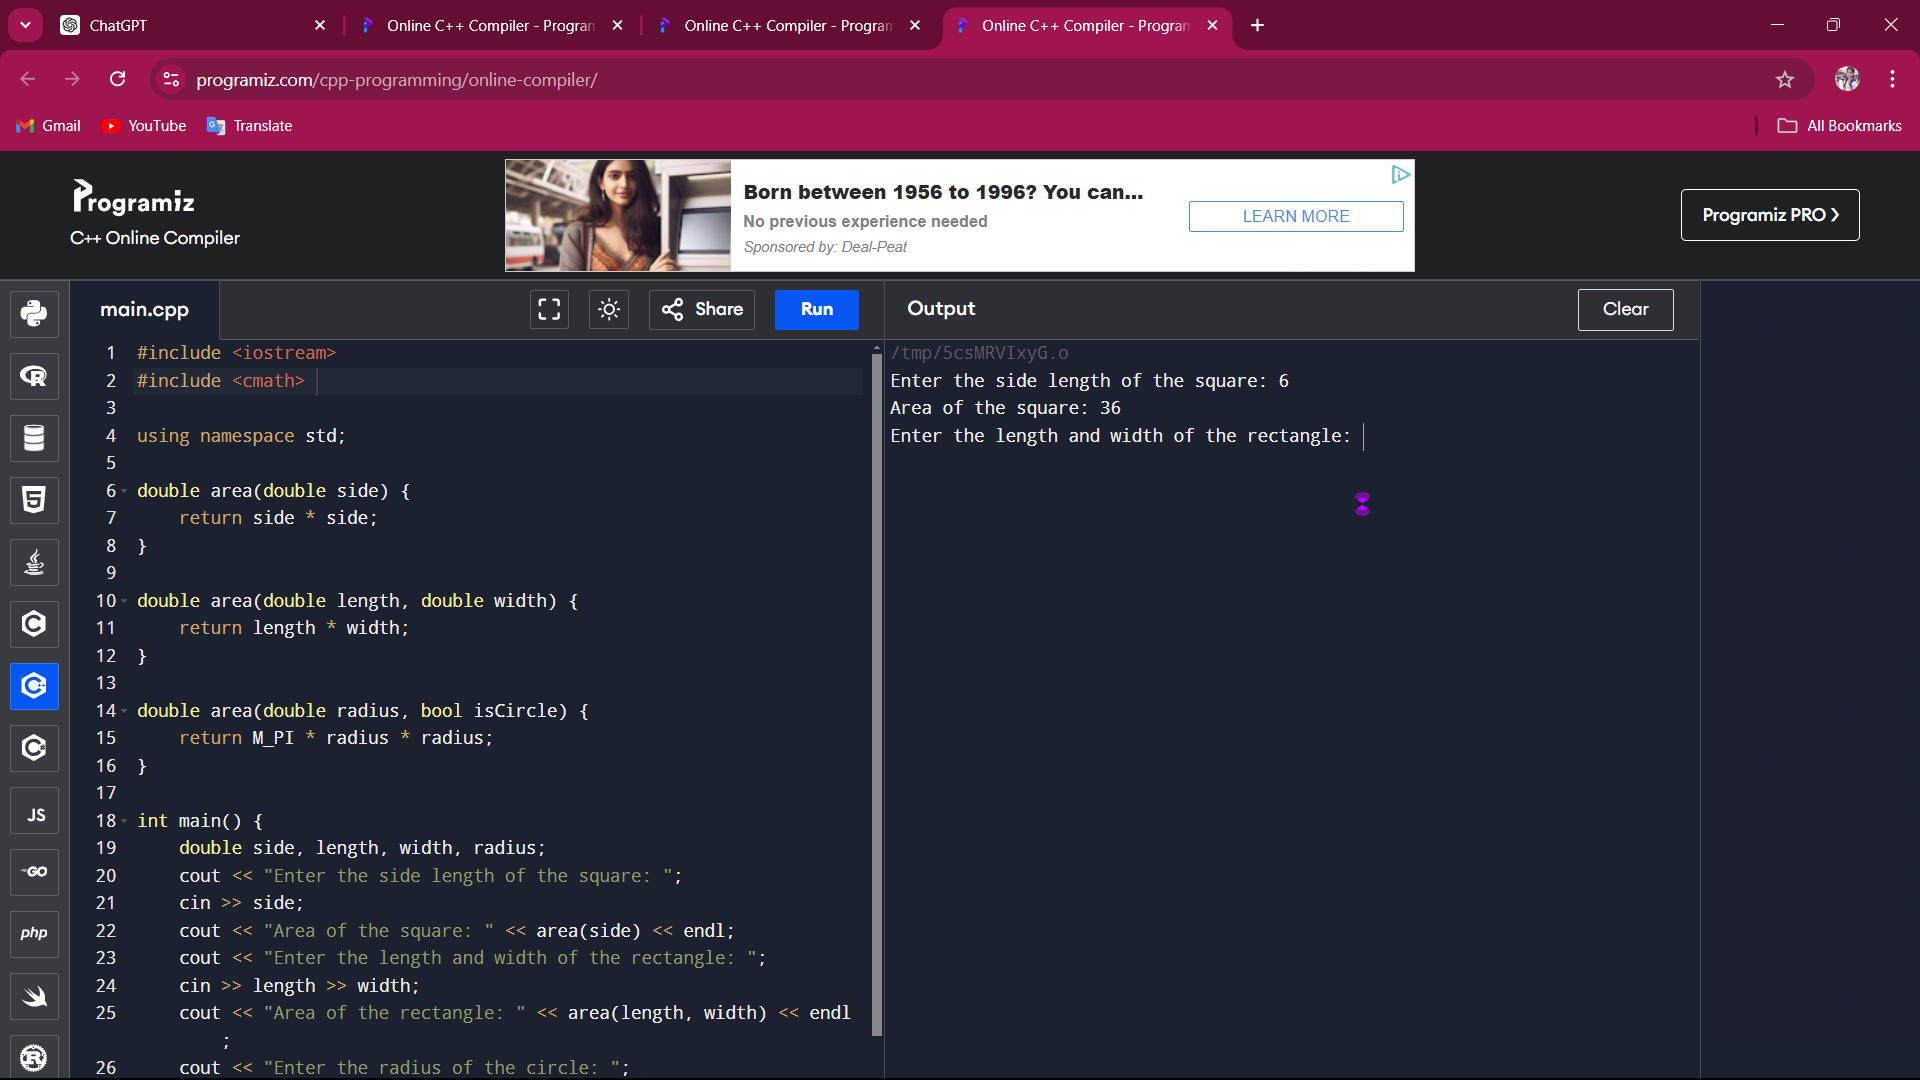 ChatGPT
Online C++ Compiler - Program
Online C++ Compiler - Program
Online C++ Compiler - Program
programiz.com/cpp-programming/online-compiler/
Gmail
YouTube
Translate
All Bookmarks
Programiz
C++ Online Compiler
Born between 1956 to 1996? You can...
No previous experience needed
Sponsored by: Deal-Peat
LEARN MORE
Programiz PRO
main.cpp
Share
Run
Output
Clear
1 #include <iostream>
2 #include <cmath>
3
4 using namespace std;
5
6 double area(double side) {
7 return side * side;
8 }
9
10 double area(double length, double width) {
11 return length * width;
12 }
13
14 double area(double radius, bool isCircle) {
15 return M_PI * radius * radius;
16 }
17
18 int main() {
19 double side, length, width, radius;
20 cout << "Enter the side length of the square: ";
21 cin >> side;
22 cout << "Area of the square: " << area(side) << endl;
23 cout << "Enter the length and width of the rectangle: ";
24 cin >> length >> width;
25 cout << "Area of the rectangle: " << area(length, width) << endl
;
26 cout << "Enter the radius of the circle: ";
/tmp/5csMRVIxyG.o
Enter the side length of the square: 6
Area of the square: 36
Enter the length and width of the rectangle:
R
5
C
C
C
JS
GO
php
R